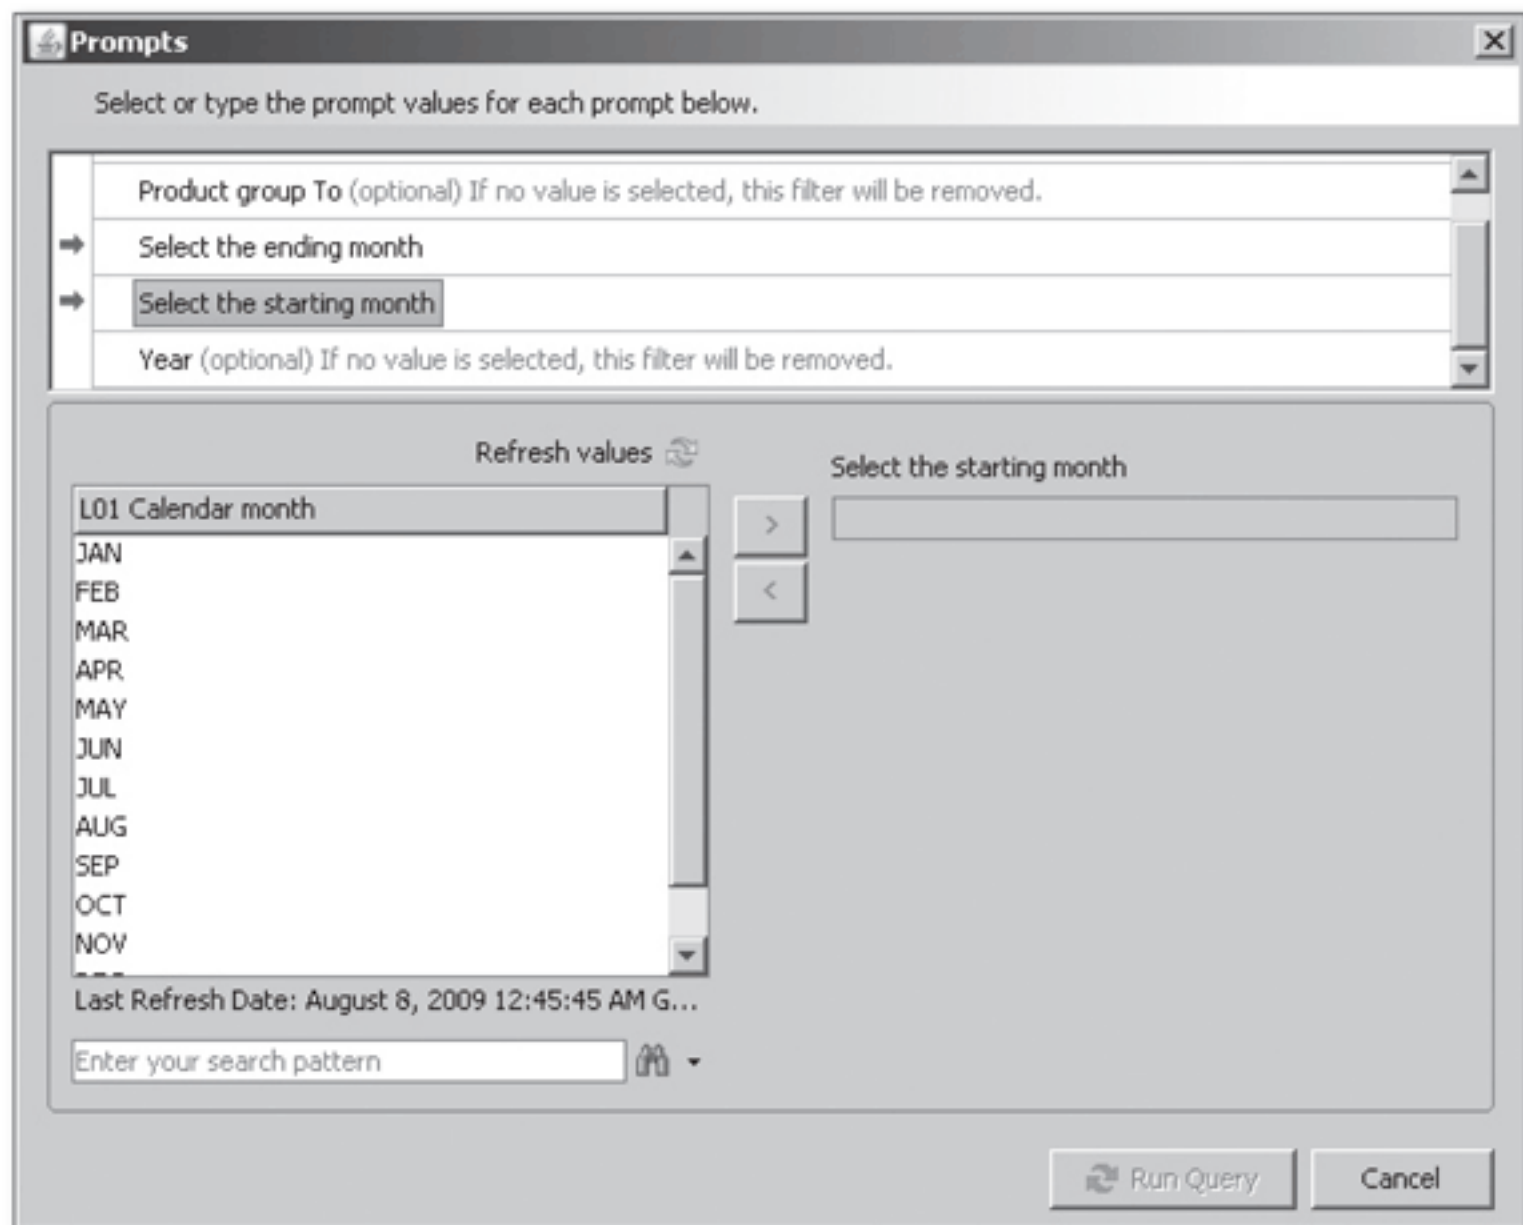 Prompts
Select or type the prompt values for each prompt below.
Product group To (optional) If no value is selected, this filter will be removed.
Select the ending month
Select the starting month
Year (optional) If no value is selected, this filter will be removed.
Refresh values
Select the starting month
L01 Calendar month
>
<
JAN
FEB
MAR
APR
MAY
JUN
JUL
AUG
SEP
OCT
NOV
Last Refresh Date: August 8, 2009 12:45:45 AM G...
Enter your search pattern
Run Query
Cancel